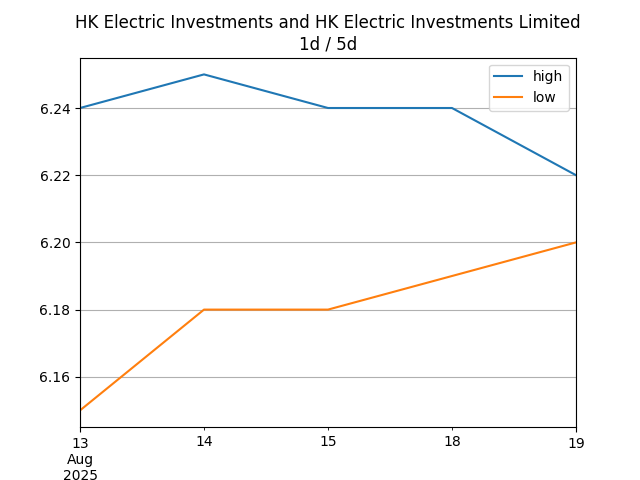 HK Electric Investments and HK Electric Investments Limited
1d / 5d
high
low
6.24
6.22
6.20
6.18
6.16
13 14 15 18 19
Aug
2025